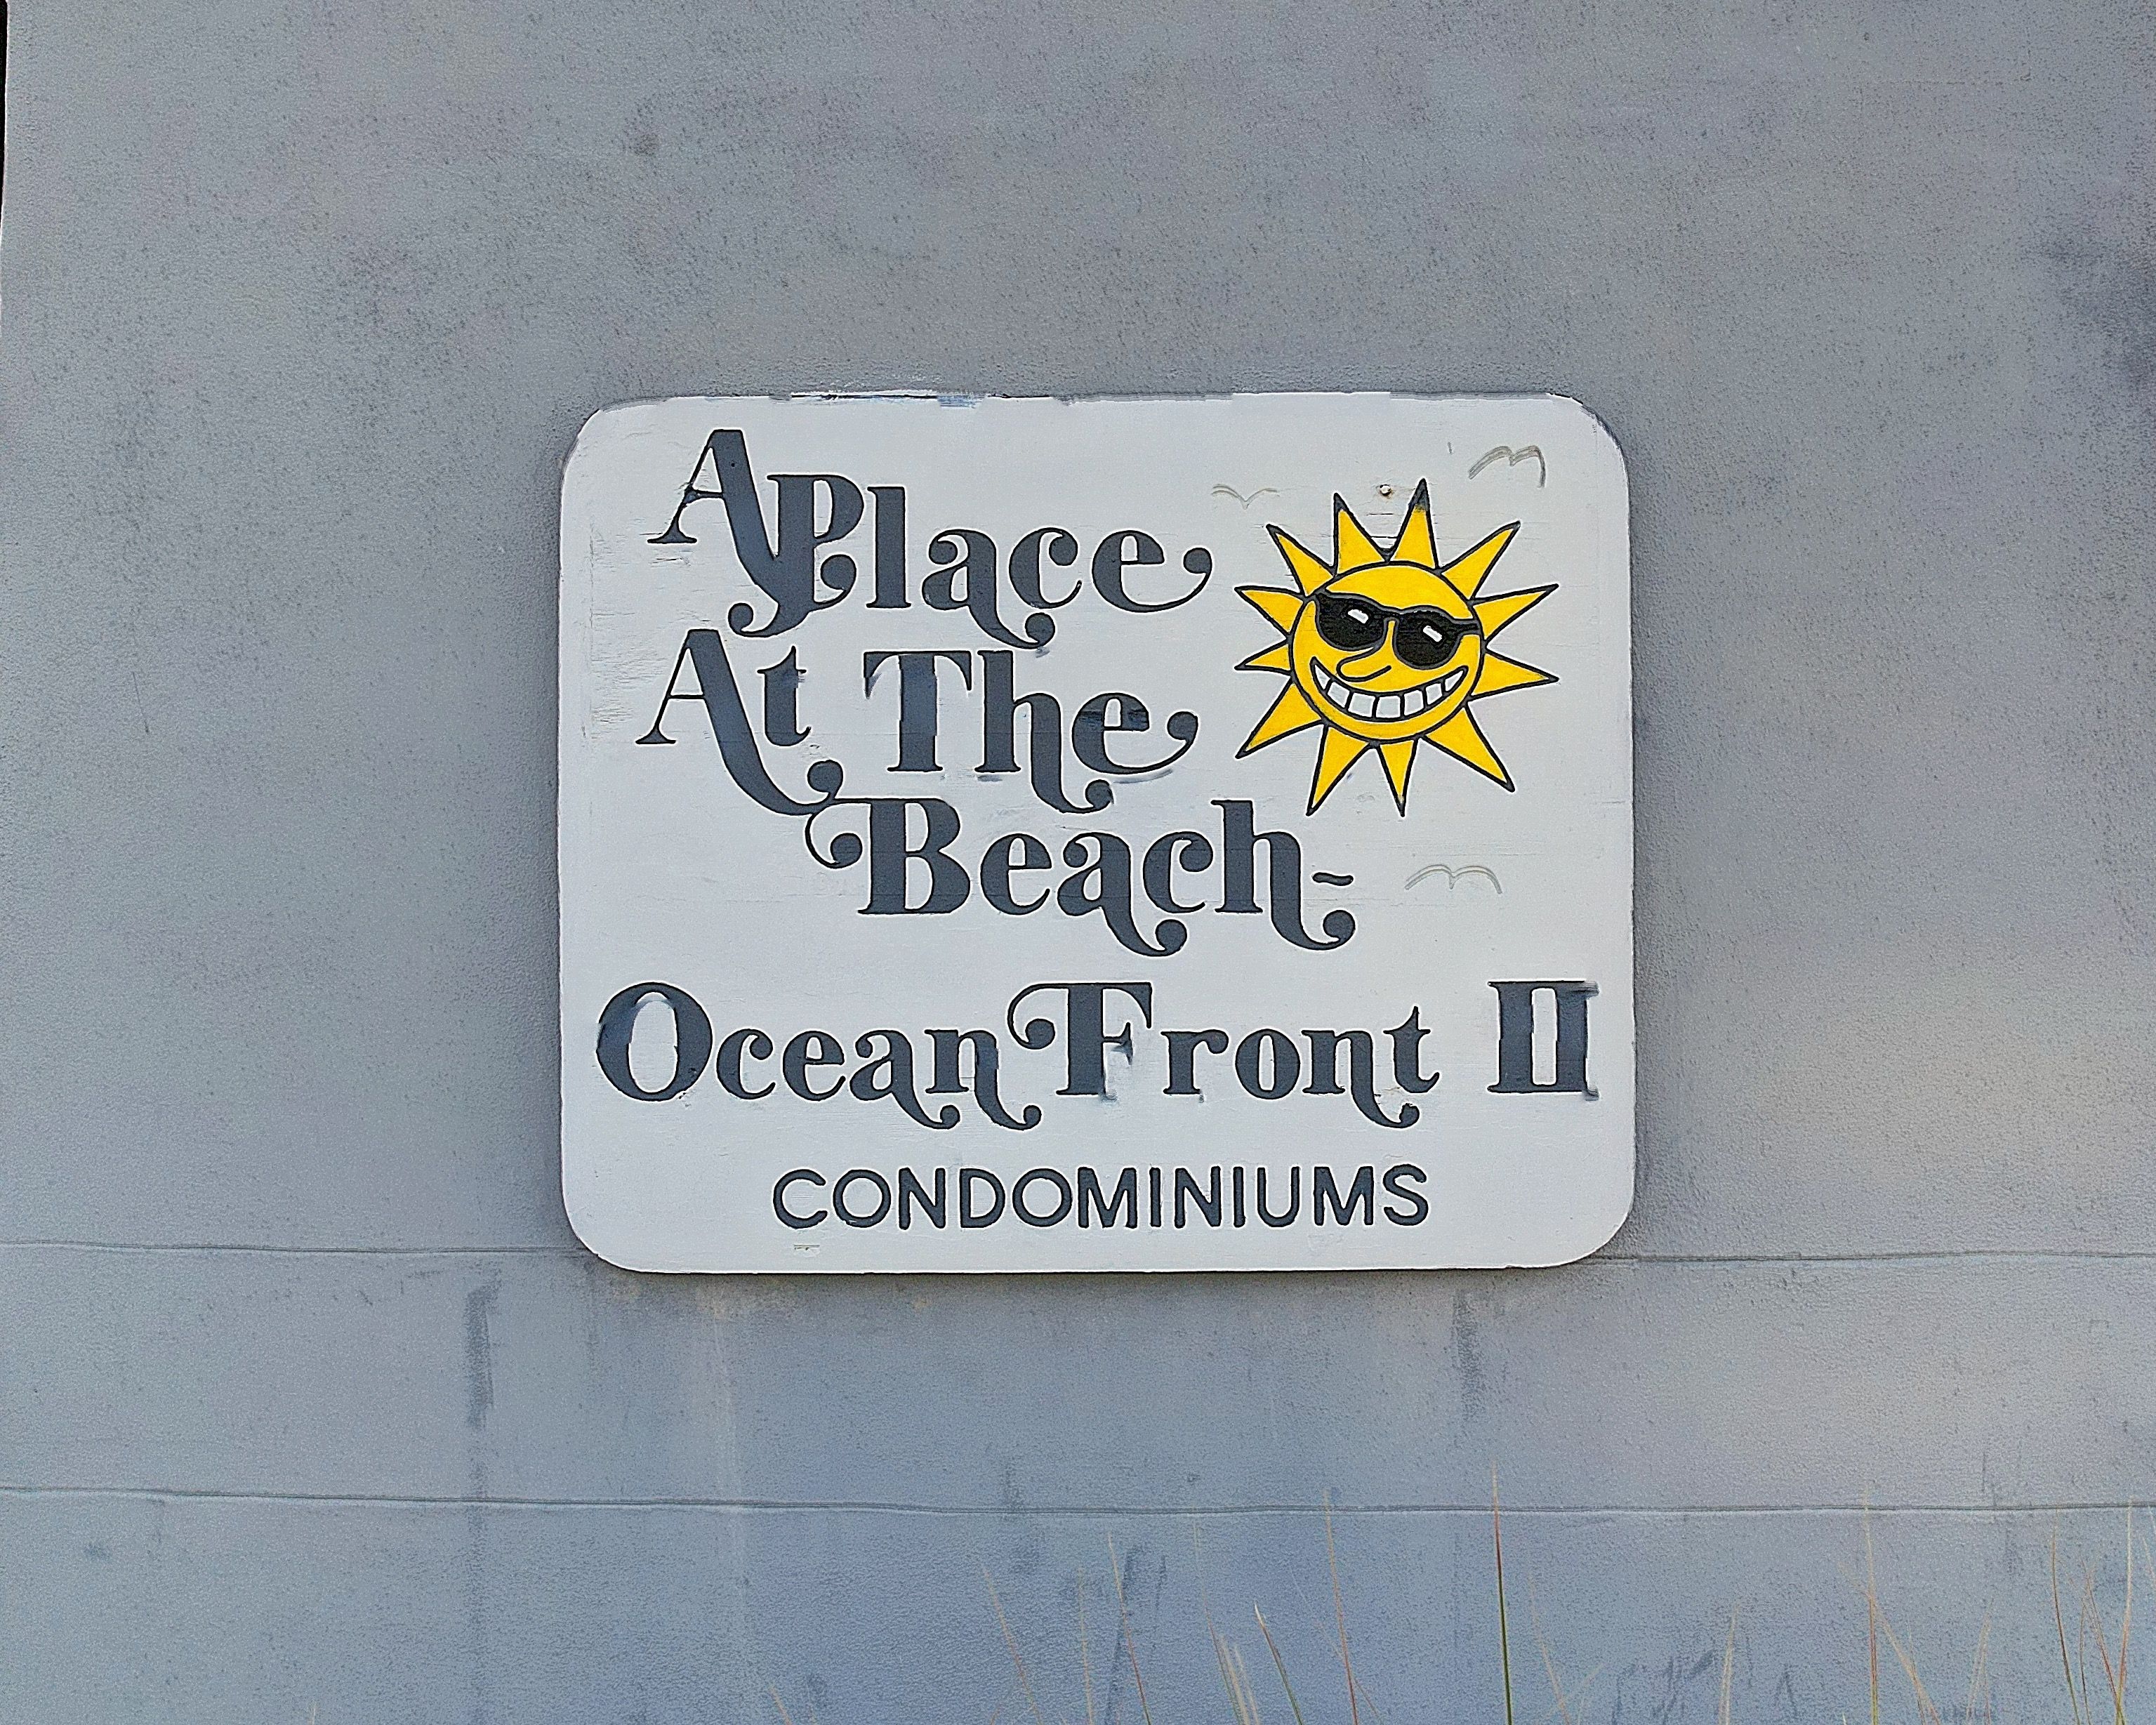 A Place
At The
Beach~
Ocean Front II
CONDOMINIUMS